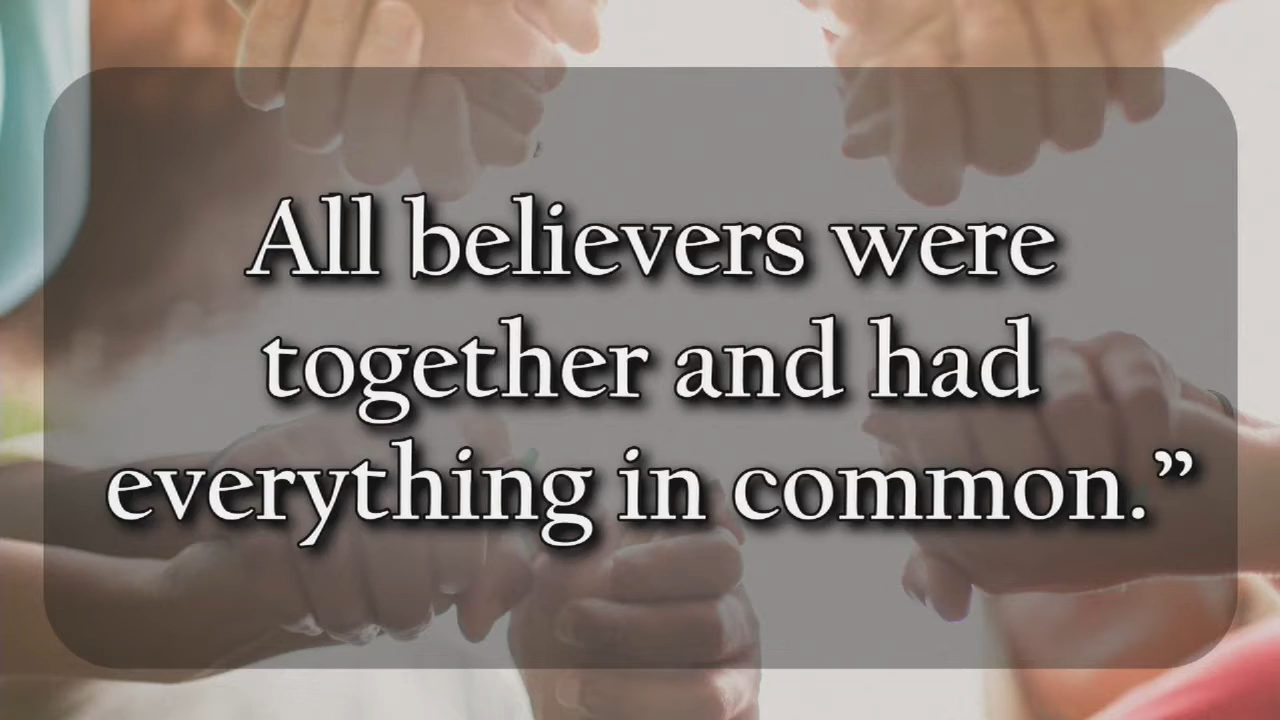 All believers were
together and had
everything in common.”